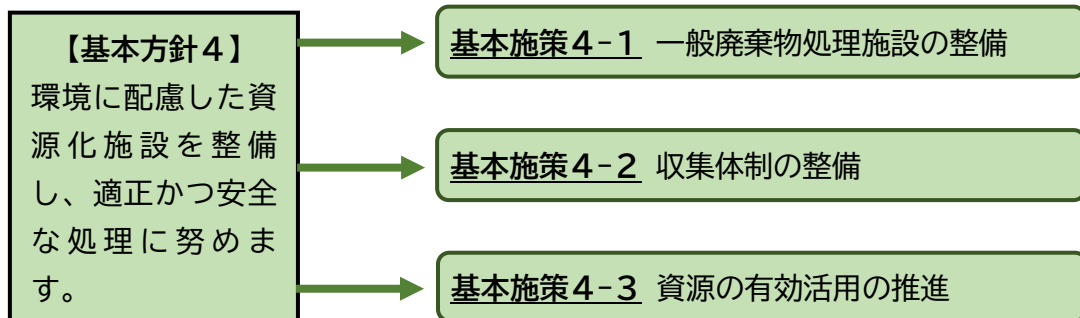 【基本方針４】
環境に配慮した資
源化施設を整備
し、適正かつ安全
な処理に努めま
す。
基本施策４-１ 一般廃棄物処理施設の整備
基本施策４-２ 収集体制の整備
基本施策４-３ 資源の有効活用の推進